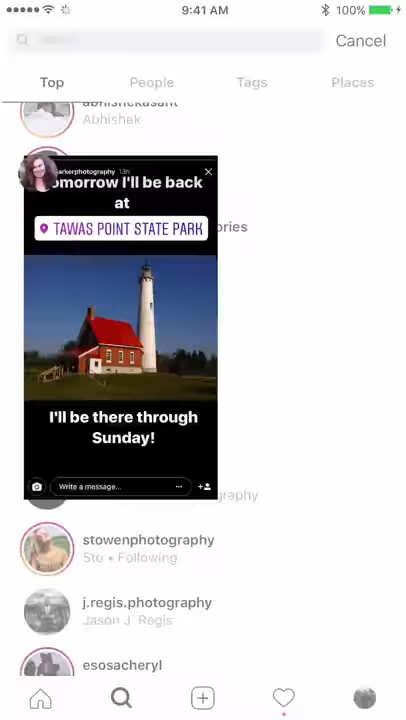 9:41 AM
100%
Cancel
Top People Tags Places
abhishekusant
Abhishek
arkerphotography 13h
omorrow I'll be back
at
TAWAS POINT STATE PARK
ories
I'll be there through
Sunday!
Write a message...
graphy
stowenphotography
Sto • Following
j.regis.photography
Jason J. Regis
esosacheryl